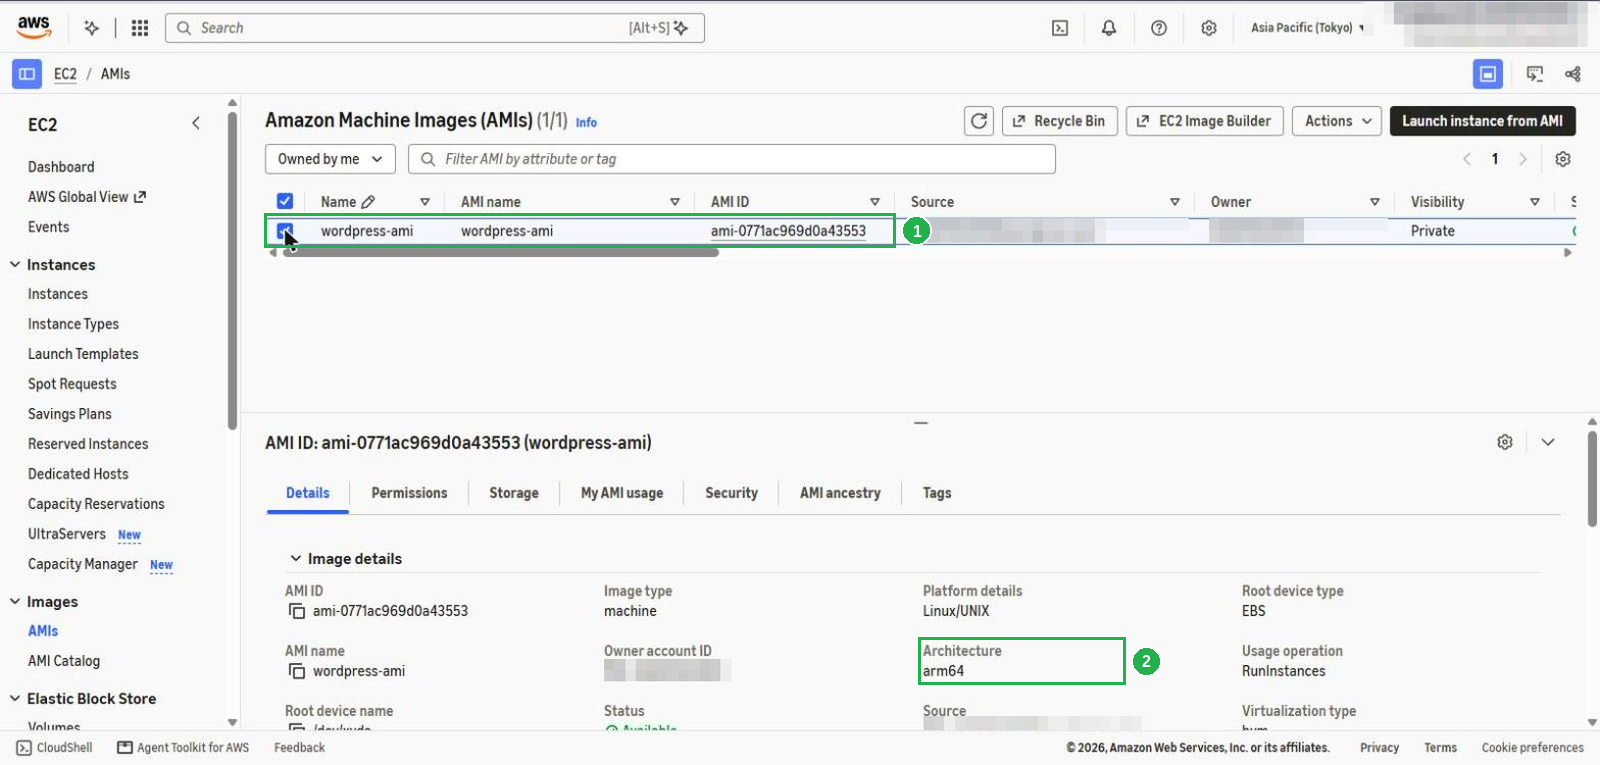 aws
Search
[Alt+S]
Asia Pacific (Tokyo)
EC2 / AMIs
EC2
Dashboard
AWS Global View
Events
Instances
Instances
Instance Types
Launch Templates
Spot Requests
Savings Plans
Reserved Instances
Dedicated Hosts
Capacity Reservations
UltraServers New
Capacity Manager New
Images
AMIs
AMI Catalog
Elastic Block Store
Volumes
Amazon Machine Images (AMIs) (1/1) Info
Recycle Bin
EC2 Image Builder
Actions
Launch instance from AMI
Owned by me
Filter AMI by attribute or tag
1
Name AMI name AMI ID Source Owner Visibility S
wordpress-ami wordpress-ami ami-0771ac969d0a43553 1 Private
AMI ID: ami-0771ac969d0a43553 (wordpress-ami)
Details Permissions Storage My AMI usage Security AMI ancestry Tags
Image details
AMI ID Image type Platform details Root device type
ami-0771ac969d0a43553 machine Linux/UNIX EBS
AMI name Owner account ID Architecture Usage operation
wordpress-ami arm64 2 RunInstances
Root device name Status Source Virtualization type
/dev/xvda Available hvm
CloudShell Agent Toolkit for AWS Feedback © 2026, Amazon Web Services, Inc. or its affiliates. Privacy Terms Cookie preferences